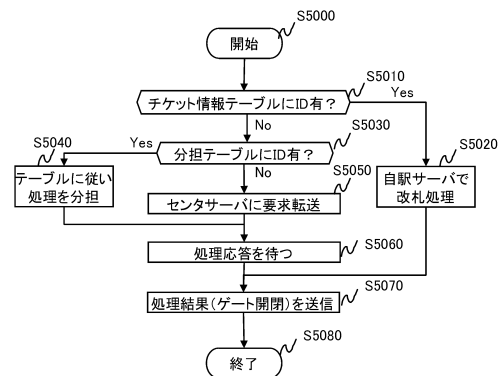 S5000
開始
S5010
チケット情報テーブルにID有？
Yes
No
S5030
S5040
Yes
分担テーブルにID有？
S5020
No
テーブルに従い
処理を分担
S5050
自駅サーバで
改札処理
センタサーバに要求転送
処理応答を待つ
S5060
処理結果(ゲート開閉)を送信
S5070
S5080
終了